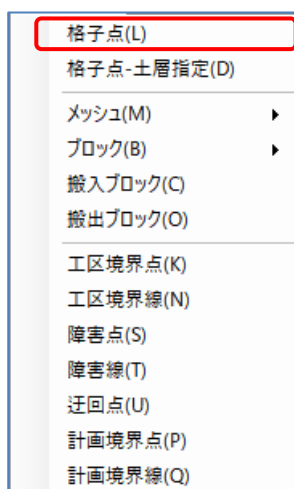 格子点(L)
格子点-土層指定(D)
メッシュ(M)
ブロック(B)
搬入ブロック(C)
搬出ブロック(O)
工区境界点(K)
工区境界線(N)
障害点(S)
障害線(T)
迂回点(U)
計画境界点(P)
計画境界線(Q)